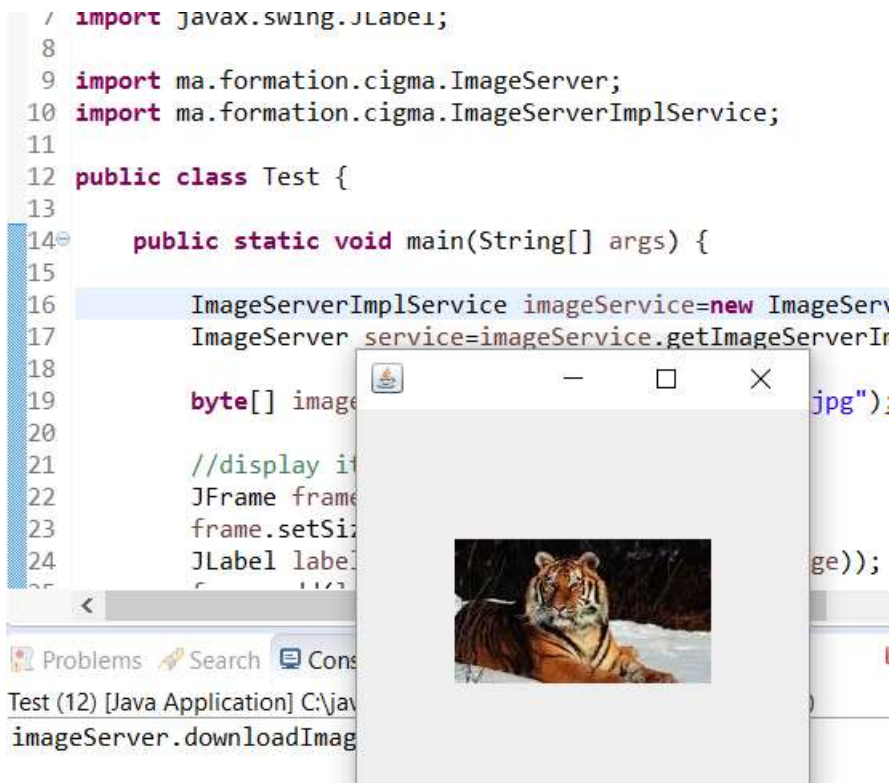 7 import javax.swing.JLabel;
8
9 import ma.formation.cigma.ImageServer;
10 import ma.formation.cigma.ImageServerImplService;
11
12 public class Test {
13
14 public static void main(String[] args) {
15
16 ImageServerImplService imageService=new ImageServ
17 ImageServer service=imageService.getImageServerIm
18
19 byte[] image jpg");
20
21 //display it
22 JFrame frame
23 frame.setSiz
24 JLabel label ge));
Problems Search Cons
Test (12) [Java Application] C:\jav )
imageServer.downloadImag